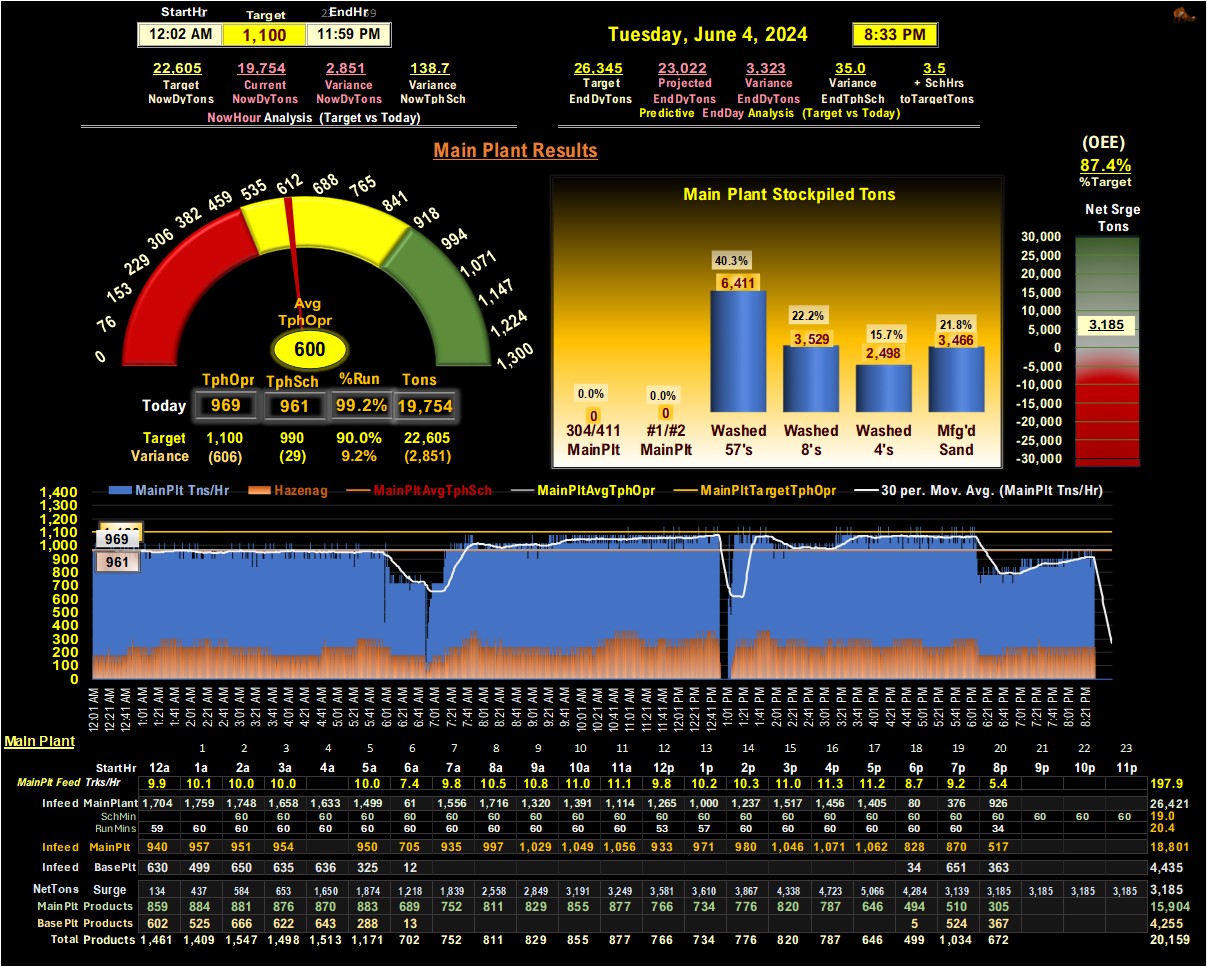 StartHr Target EndHr
12:02 AM 1,100 11:59 PM
Tuesday, June 4, 2024 8:33 PM
22,605 19,754 2,851 138.7
Target Current Variance Variance
NowDyTons NowDyTons NowDyTons NowTphSch
NowHour Analysis (Target vs Today)
26,345 23,022 3,323 35.0 3.5
Target Projected Variance Variance + SchHrs
EndDyTons EndDyTons EndDyTons EndTphSch toTargetTons
Predictive EndDay Analysis (Target vs Today)
Main Plant Results
(OEE)
87.4%
%Target
Net Srge
Tons
30,000
25,000
20,000
15,000
10,000
5,000
0
-5,000
-10,000
-15,000
-20,000
-25,000
-30,000
3,185
0 76 153 229 306 382 459 535 612 688 765 841 918 994 1,071 1,147 1,224 1,300
Avg
TphOpr
600
TphOpr TphSch %Run Tons
Today 969 961 99.2% 19,754
Target 1,100 990 90.0% 22,605
Variance (606) (29) 9.2% (2,851)
Main Plant Stockpiled Tons
0.0% 0.0% 40.3% 22.2% 15.7% 21.8%
0 0 6,411 3,529 2,498 3,466
304/411 #1/#2 Washed Washed Washed Mfg'd
MainPlt MainPlt 57's 8's 4's Sand
MainPlt Tns/Hr Hazenag MainPltAvgTphSch MainPltAvgTphOpr MainPltTargetTphOpr 30 per. Mov. Avg. (MainPlt Tns/Hr)
1,400
1,300
1,200
1,100
1,000
900
800
700
600
500
400
300
200
100
0
969
961
12:01 AM 12:21 AM 12:41 AM 1:01 AM 1:21 AM 1:41 AM 2:01 AM 2:21 AM 2:41 AM 3:01 AM 3:21 AM 3:41 AM 4:01 AM 4:21 AM 4:41 AM 5:01 AM 5:21 AM 5:41 AM 6:01 AM 6:21 AM 6:41 AM 7:00 AM 7:21 AM 7:41 AM 8:01 AM 8:21 AM 8:41 AM 9:01 AM 9:21 AM 9:41 AM 10:01 AM 10:21 AM 10:41 AM 11:01 AM 11:21 AM 11:41 AM 12:01 PM 12:21 PM 12:41 PM 1:01 PM 1:21 PM 1:41 PM 2:01 PM 2:21 PM 2:41 PM 3:01 PM 3:21 PM 3:41 PM 4:01 PM 4:21 PM 4:41 PM 5:01 PM 5:21 PM 5:41 PM 6:01 PM 6:21 PM 6:41 PM 7:01 PM 7:21 PM 7:41 PM 8:01 PM 8:21 PM
Main Plant
1 2 3 4 5 6 7 8 9 10 11 12 13 14 15 16 17 18 19 20 21 22 23
StartHr 12a 1a 2a 3a 4a 5a 6a 7a 8a 9a 10a 11a 12p 1p 2p 3p 4p 5p 6p 7p 8p 9p 10p 11p
MainPlt Feed Trks/Hr 9.9 10.1 10.0 10.0 10.0 7.4 9.8 10.5 10.8 11.0 11.1 9.8 10.2 10.3 11.0 11.3 11.2 8.7 9.2 5.4 197.9
Infeed MainPlant 1,704 1,759 1,748 1,658 1,633 1,499 61 1,556 1,716 1,320 1,391 1,114 1,265 1,000 1,237 1,517 1,456 1,405 80 376 926 26,421
SchMin 60 60 60 60 60 60 60 60 60 60 60 60 60 60 60 60 60 60 60 60 60 60 19.0
RunMins 59 60 60 60 60 60 60 60 60 60 60 53 57 60 60 60 60 60 60 34 20.4
Infeed MainPlt 940 957 951 954 950 705 935 997 1,029 1,049 1,056 933 971 980 1,046 1,071 1,062 828 870 517 18,801
Infeed BasePlt 630 499 650 635 636 325 12 34 651 363 4,435
NetTons Surge 134 437 584 653 1,650 1,874 1,218 1,839 2,558 2,849 3,191 3,249 3,581 3,610 3,867 4,338 4,723 5,066 4,284 3,139 3,185 3,185 3,185 3,185 3,185
MainPlt Products 859 884 881 876 870 883 689 752 811 829 855 877 766 734 776 820 787 646 494 510 305 15,904
BasePlt Products 602 525 666 622 643 288 13 5 524 367 4,255
Total Products 1,461 1,409 1,547 1,498 1,513 1,171 702 752 811 829 855 877 766 734 776 820 787 646 499 1,034 672 20,159